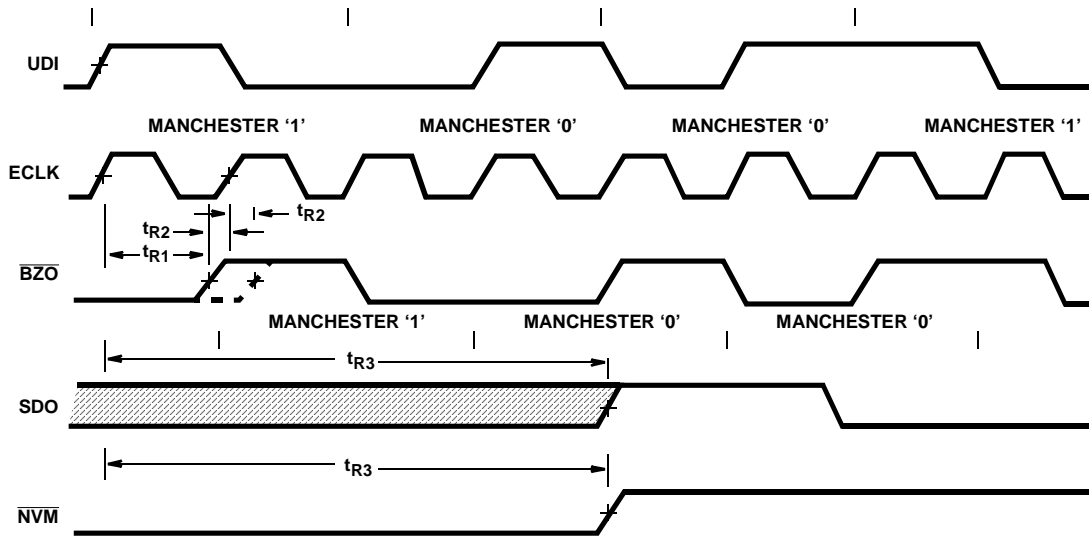 UDI
MANCHESTER ‘1’ MANCHESTER ‘0’ MANCHESTER ‘0’ MANCHESTER ‘1’
ECLK
tR2
tR2
tR1
BZO
MANCHESTER ‘1’ MANCHESTER ‘0’ MANCHESTER ‘0’
tR3
SDO
tR3
NVM